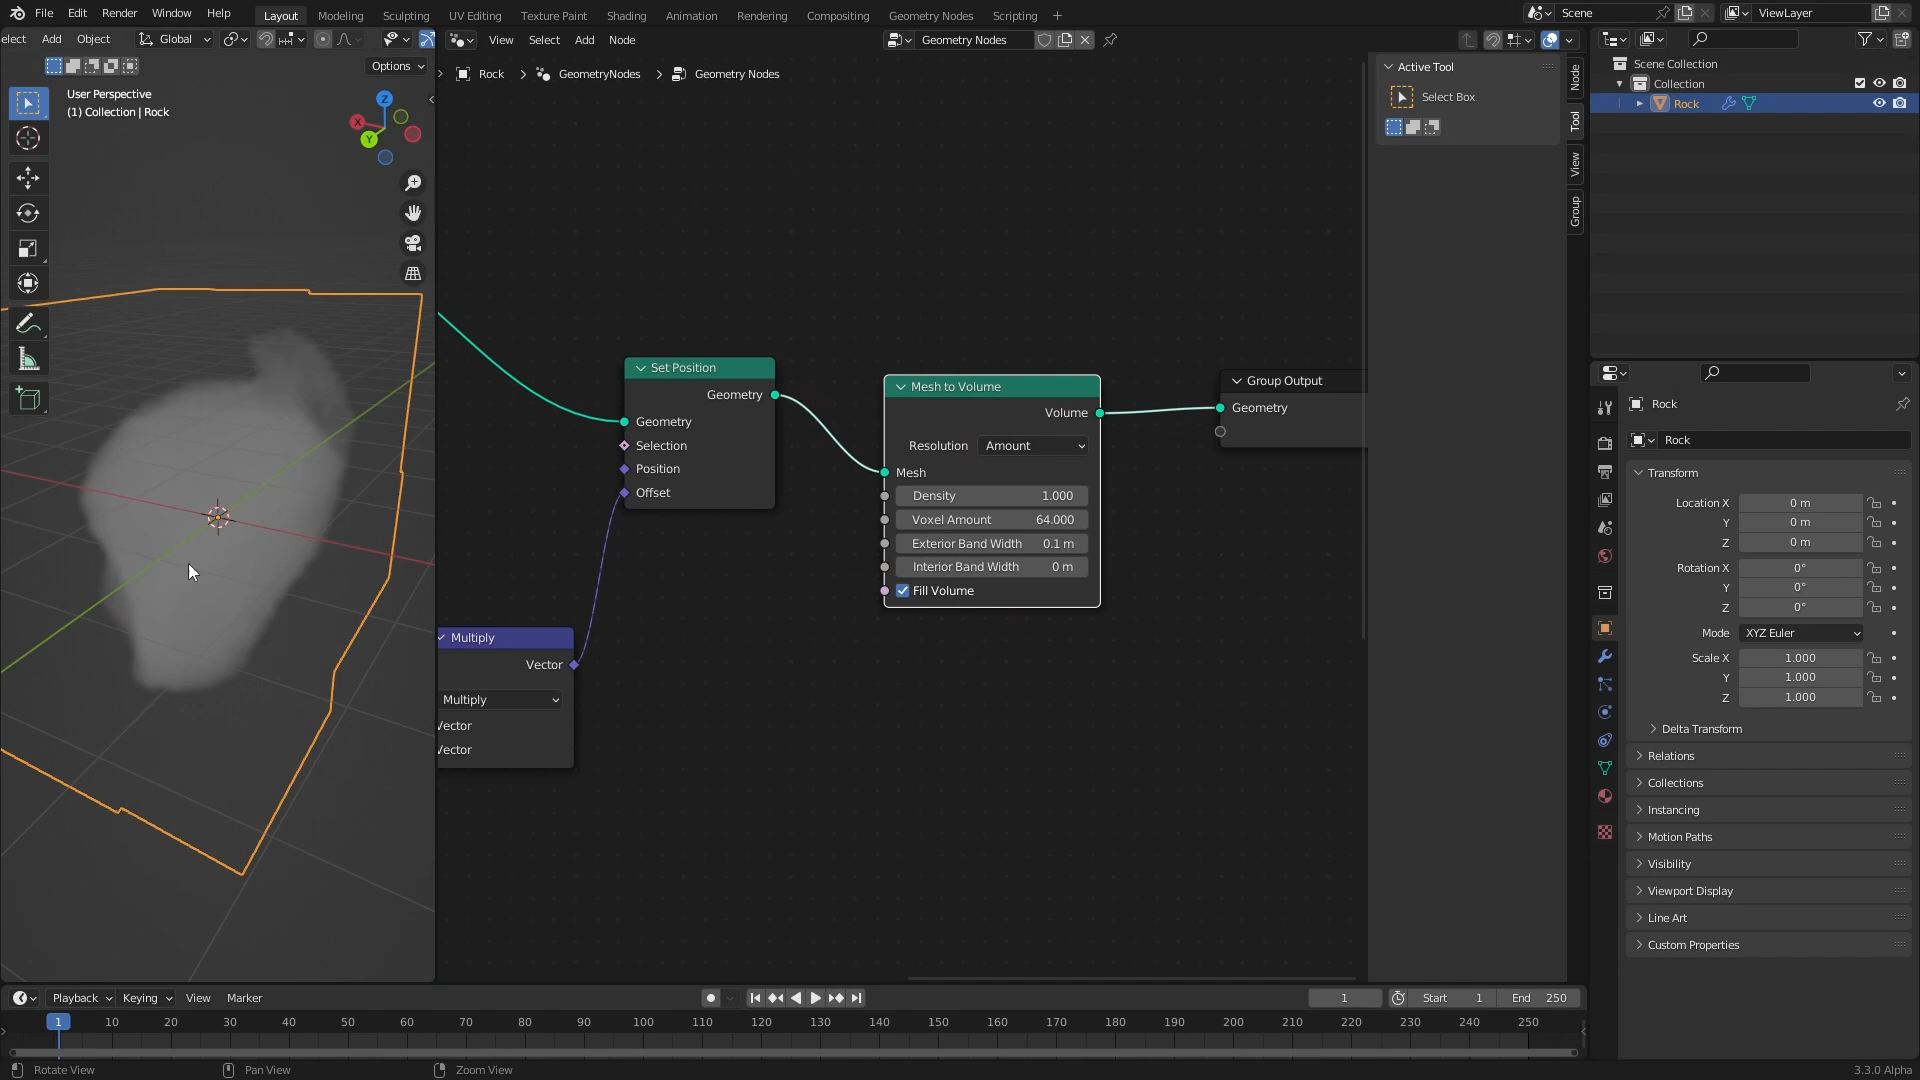 File Edit Render Window Help Layout Modeling Sculpting UV Editing Texture Paint Shading Animation Rendering Compositing Geometry Nodes Scripting Scene ViewLayer
elect Add Object Global View Select Add Node Geometry Nodes
Options
Rock GeometryNodes Geometry Nodes
User Perspective
(1) Collection | Rock
Z
X
Y
Active Tool
Select Box
Node
Tool
View
Group
Scene Collection
Collection
Rock
Set Position
Geometry
Geometry
Selection
Position
Offset
Mesh to Volume
Volume
Resolution Amount
Mesh
Density 1.000
Voxel Amount 64.000
Exterior Band Width 0.1 m
Interior Band Width 0 m
Fill Volume
Group Output
Geometry
Multiply
Vector
Multiply
Vector
Vector
Rock
Rock
Transform
Location X 0 m
Y 0 m
Z 0 m
Rotation X 0°
Y 0°
Z 0°
Mode XYZ Euler
Scale X 1.000
Y 1.000
Z 1.000
Delta Transform
Relations
Collections
Instancing
Motion Paths
Visibility
Viewport Display
Line Art
Custom Properties
Playback Keying View Marker 1 Start 1 End 250
1 10 20 30 40 50 60 70 80 90 100 110 120 130 140 150 160 170 180 190 200 210 220 230 240 250
Rotate View Pan View Zoom View 3.3.0 Alpha